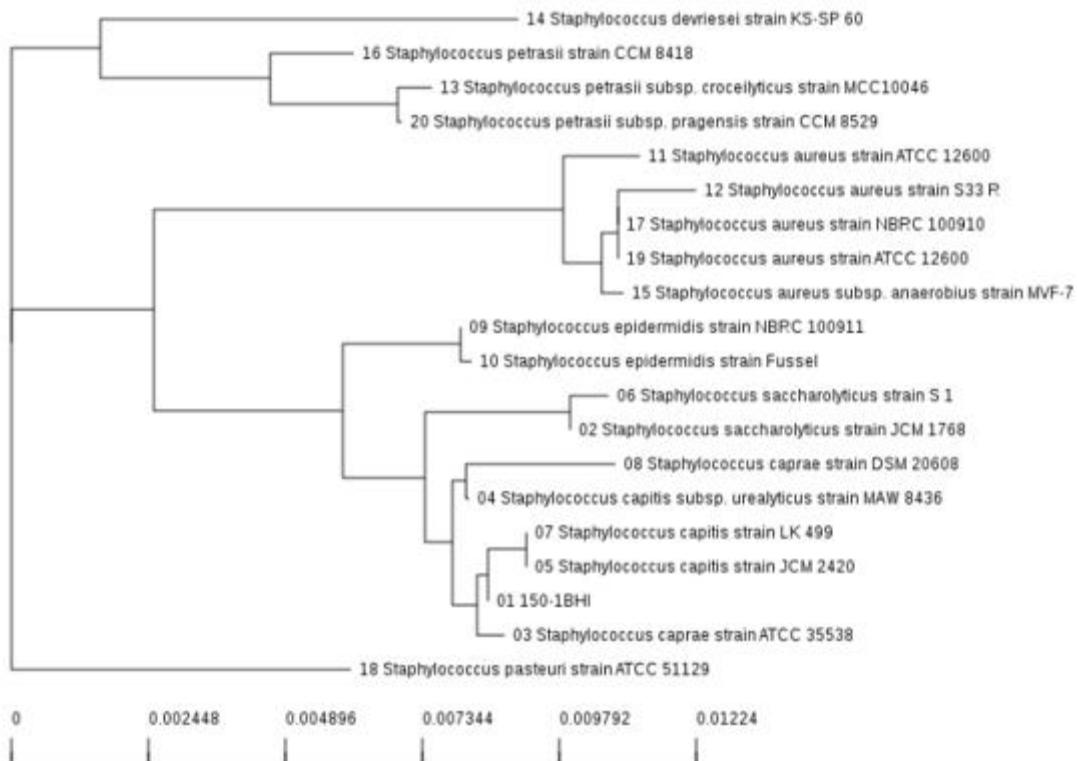 14 Staphylococcus devriesei strain KS-SP 60
16 Staphylococcus petrasii strain CCM 8418
13 Staphylococcus petrasii subsp. croceilyticus strain MCC10046
20 Staphylococcus petrasii subsp. pragensis strain CCM 8529
11 Staphylococcus aureus strain ATCC 12600
12 Staphylococcus aureus strain S33 R
17 Staphylococcus aureus strain NBRC 100910
19 Staphylococcus aureus strain ATCC 12600
15 Staphylococcus aureus subsp. anaerobius strain MVF-7
09 Staphylococcus epidermidis strain NBRC 100911
10 Staphylococcus epidermidis strain Fussel
06 Staphylococcus saccharolyticus strain S 1
02 Staphylococcus saccharolyticus strain JCM 1768
08 Staphylococcus caprae strain DSM 20608
04 Staphylococcus capitis subsp. urealyticus strain MAW 8436
07 Staphylococcus capitis strain LK 499
05 Staphylococcus capitis strain JCM 2420
01 150-1BHI
03 Staphylococcus caprae strain ATCC 35538
18 Staphylococcus pasteuri strain ATCC 51129
0 0.002448 0.004896 0.007344 0.009792 0.01224